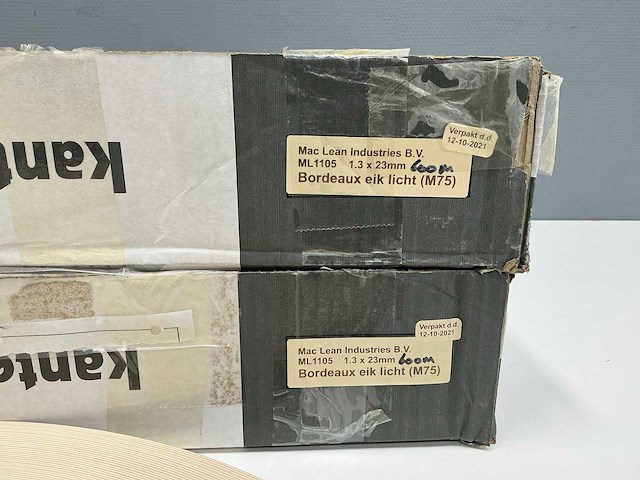 Verpakt d.d.
12-10-2021
Mac Lean Industries B.V.
ML1105 1.3 x 23mm 600m
Bordeaux eik licht (M75)
Kant
Verpakt d.d.
12-10-2021
Mac Lean Industries B.V.
ML1105 1.3 x 23mm 600m
Bordeaux eik licht (M75)
Kante